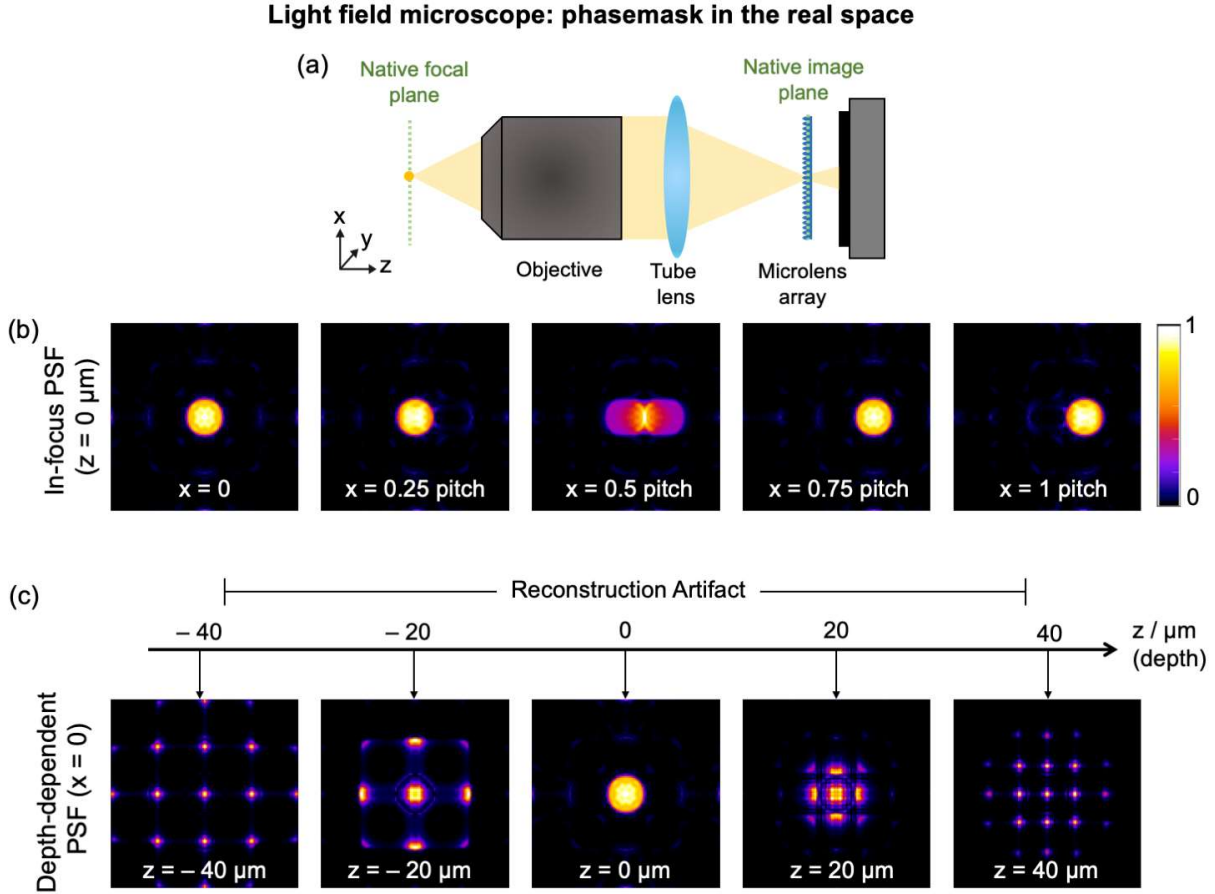 Light field microscope: phasemask in the real space
(a)
Native focal
plane
Native image
plane
x
y
z
Objective
Tube
lens
Microlens
array
(b)
In-focus PSF
(z = 0 μm)
x = 0
x = 0.25 pitch
x = 0.5 pitch
x = 0.75 pitch
x = 1 pitch
1
0
(c)
Reconstruction Artifact
– 40
– 20
0
20
40
z / μm
(depth)
Depth-dependent
PSF (x = 0)
z = – 40 μm
z = – 20 μm
z = 0 μm
z = 20 μm
z = 40 μm